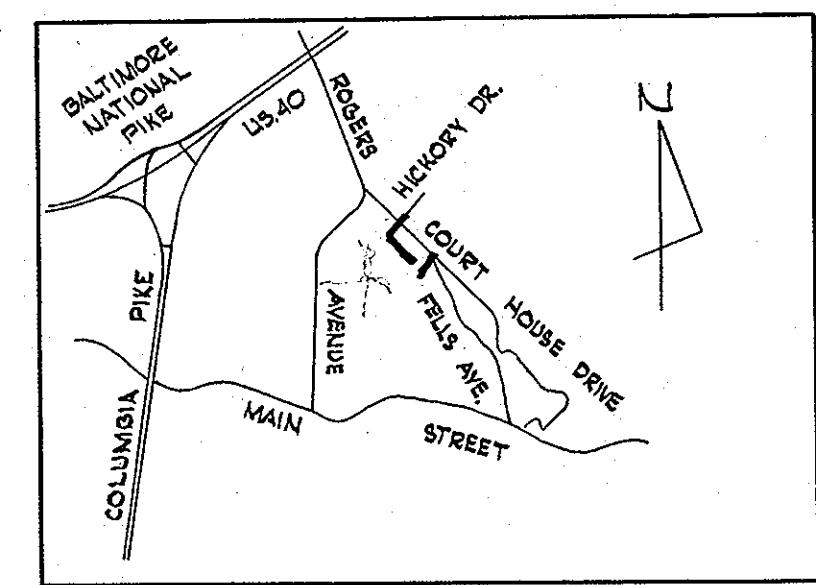 BALTIMORE
NATIONAL
PIKE
U.S. 40
ROGERS
AVENUE
HICKORY DR.
COURT HOUSE DRIVE
FELLS AVE.
COLUMBIA PIKE
MAIN STREET
N